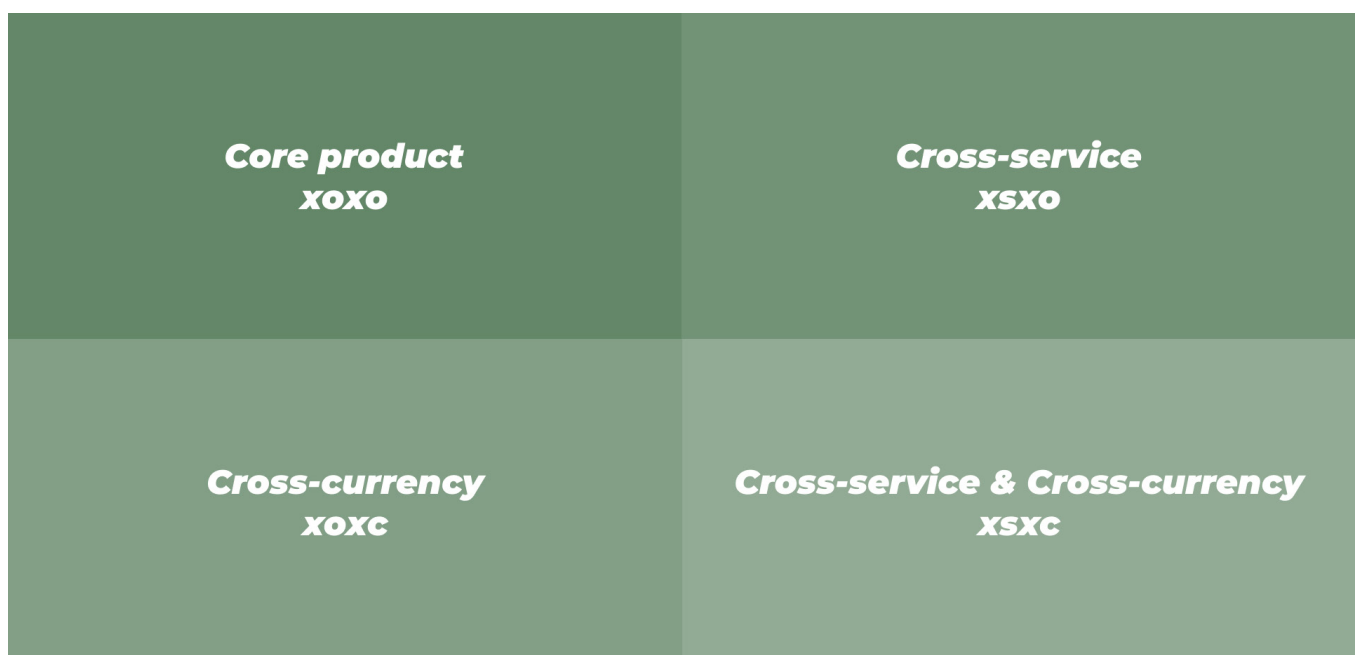 Core product
xoxo
Cross-service
xsxo
Cross-currency
xoxc
Cross-service & Cross-currency
xsxc